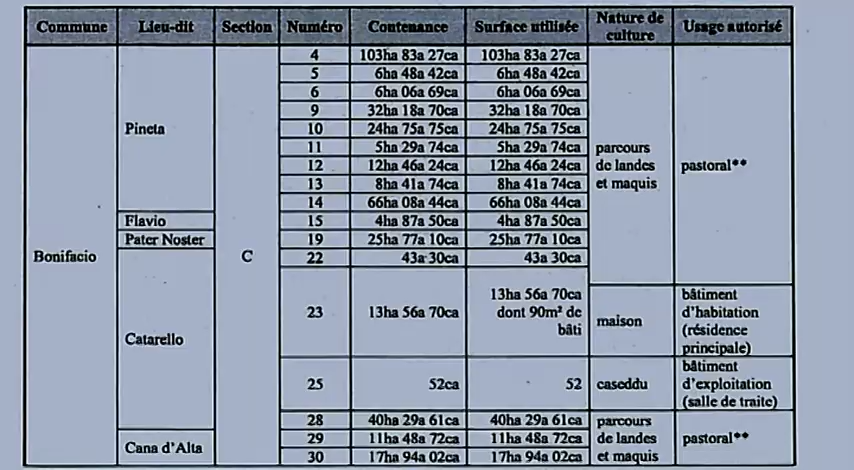 Commune Lieu-dit Section Numéro Contenance Surface utilisée Nature de culture Usage autorisé
4 103ha 83a 27ca 103ha 83a 27ca
5 6ha 48a 42ca 6ha 48a 42ca
6 6ha 06a 69ca 6ha 06a 69ca
9 32ha 18a 70ca 32ha 18a 70ca
Pineta 10 24ha 75a 75ca 24ha 75a 75ca
11 5ha 29a 74ca 5ha 29a 74ca parcours
12 12ha 46a 24ca 12ha 46a 24ca de landes pastoral**
13 8ha 41a 74ca 8ha 41a 74ca et maquis
14 66ha 08a 44ca 66ha 08a 44ca
Flavio 15 4ha 87a 50ca 4ha 87a 50ca
Pater Noster 19 25ha 77a 10ca 25ha 77a 10ca
Bonifacio C 22 43a 30ca 43a 30ca
23 13ha 56a 70ca
13ha 56a 70ca
dont 90m² de
bâti
maison
bâtiment
d'habitation
(résidence
principale)
Catarello
25 52ca 52 caseddu
bâtiment
d'exploitation
(salle de traite)
28 40ha 29a 61ca 40ha 29a 61ca parcours
Cana d'Alta 29 11ha 48a 72ca 11ha 48a 72ca de landes pastoral**
30 17ha 94a 02ca 17ha 94a 02ca et maquis